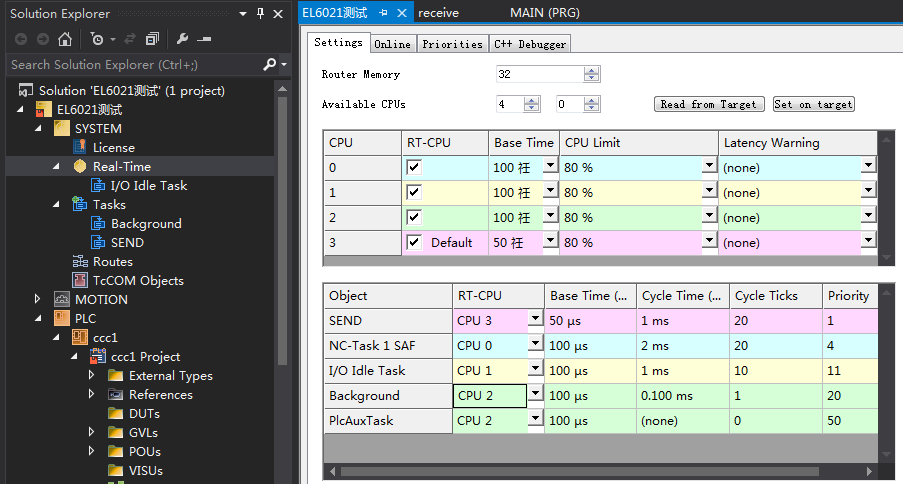 Solution Explorer
Search Solution Explorer (Ctrl+;)
Solution 'EL6021测试' (1 project)
EL6021测试
SYSTEM
License
Real-Time
I/O Idle Task
Tasks
Background
SEND
Routes
TcCOM Objects
MOTION
PLC
ccc1
ccc1 Project
External Types
References
DUTs
GVLs
POUs
VISUs
EL6021测试 receive MAIN (PRG)
Settings Online Priorities C++ Debugger
Router Memory 32
Available CPUs 4 0 Read from Target Set on target
CPU RT-CPU Base Time CPU Limit Latency Warning
0 100 祍 80 % (none)
1 100 祍 80 % (none)
2 100 祍 80 % (none)
3 Default 50 祍 80 % (none)
Object RT-CPU Base Time (... Cycle Time (... Cycle Ticks Priority
SEND CPU 3 50 µs 1 ms 20 1
NC-Task 1 SAF CPU 0 100 µs 2 ms 20 4
I/O Idle Task CPU 1 100 µs 1 ms 10 11
Background CPU 2 100 µs 0.100 ms 1 20
PlcAuxTask CPU 2 100 µs (none) 0 50